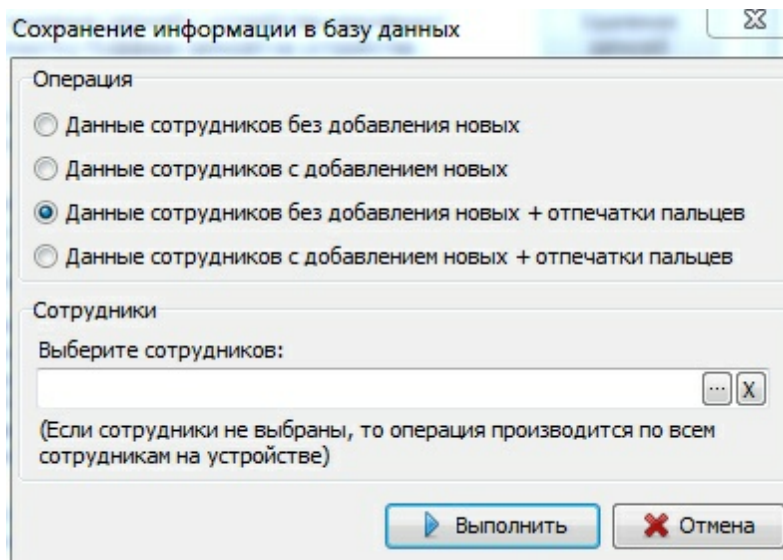 Сохранение информации в базу данных
Операция
Данные сотрудников без добавления новых
Данные сотрудников с добавлением новых
Данные сотрудников без добавления новых + отпечатки пальцев
Данные сотрудников с добавлением новых + отпечатки пальцев
Сотрудники
Выберите сотрудников:
... X
(Если сотрудники не выбраны, то операция производится по всем
сотрудникам на устройстве)
Выполнить Отмена